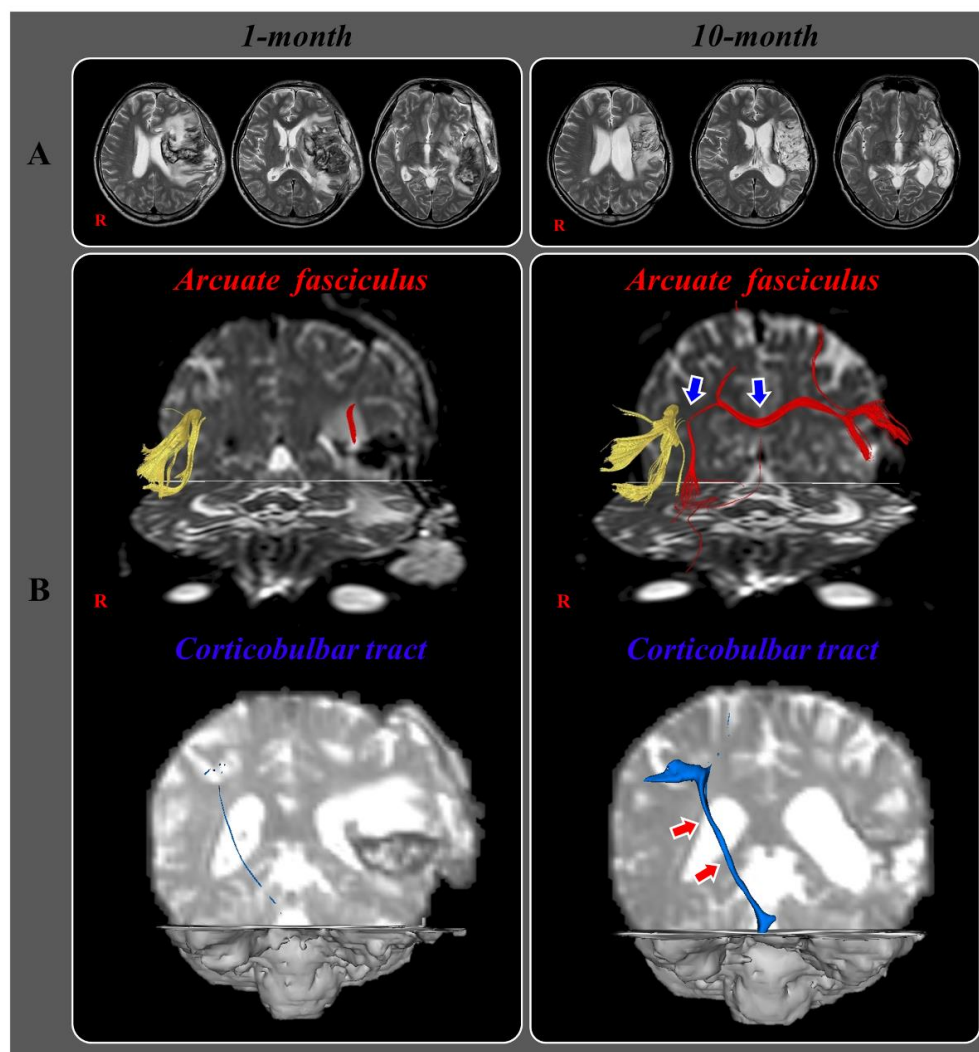 1-month
10-month
A
R
R
Arcuate fasciculus
Arcuate fasciculus
B
R
R
Corticobulbar tract
Corticobulbar tract